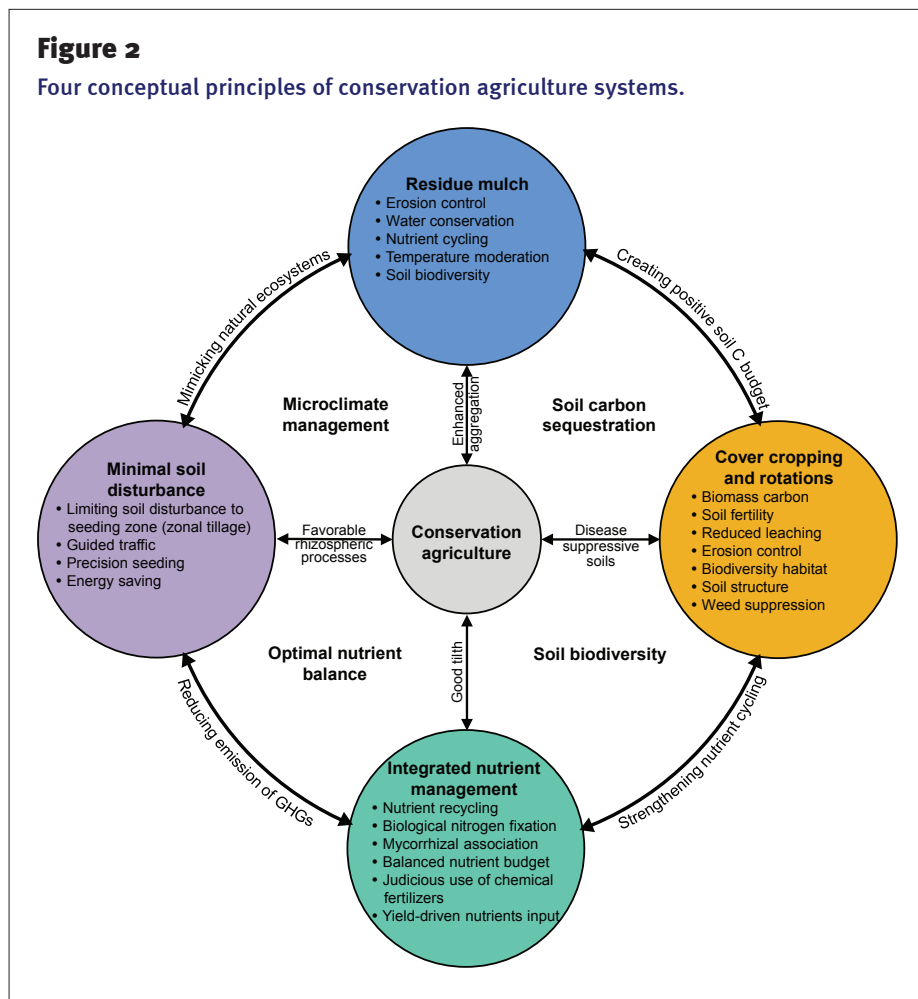 Figure 2
Four conceptual principles of conservation agriculture systems.
Residue mulch
• Erosion control
• Water conservation
• Nutrient cycling
• Temperature moderation
• Soil biodiversity
Mimicking natural ecosystems
Creating positive soil C budget
Microclimate
management
Enhanced
aggregation
Soil carbon
sequestration
Minimal soil
disturbance
• Limiting soil disturbance to
seeding zone (zonal tillage)
• Guided traffic
• Precision seeding
• Energy saving
Favorable
rhizospheric
processes
Conservation
agriculture
Disease
suppressive
soils
Cover cropping
and rotations
• Biomass carbon
• Soil fertility
• Reduced leaching
• Erosion control
• Biodiversity habitat
• Soil structure
• Weed suppression
Optimal nutrient
balance
Good tilth
Soil biodiversity
Reducing emission of GHGs
Strengthening nutrient cycling
Integrated nutrient
management
• Nutrient recycling
• Biological nitrogen fixation
• Mycorrhizal association
• Balanced nutrient budget
• Judicious use of chemical
fertilizers
• Yield-driven nutrients input